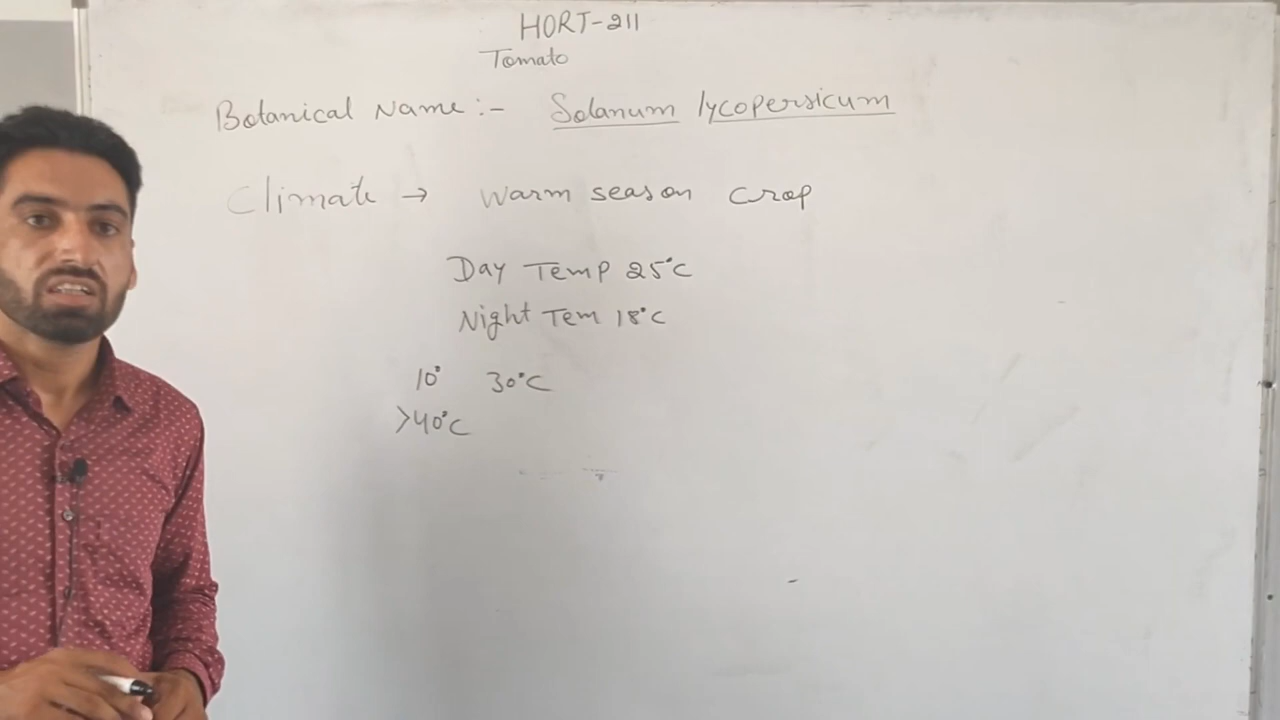 HORT-211
Tomato
Botanical Name :- Solanum lycopersicum
Climate → Warm season crop
Day Temp 25°C
Night Tem 18°C
10° 30°C
>40°C